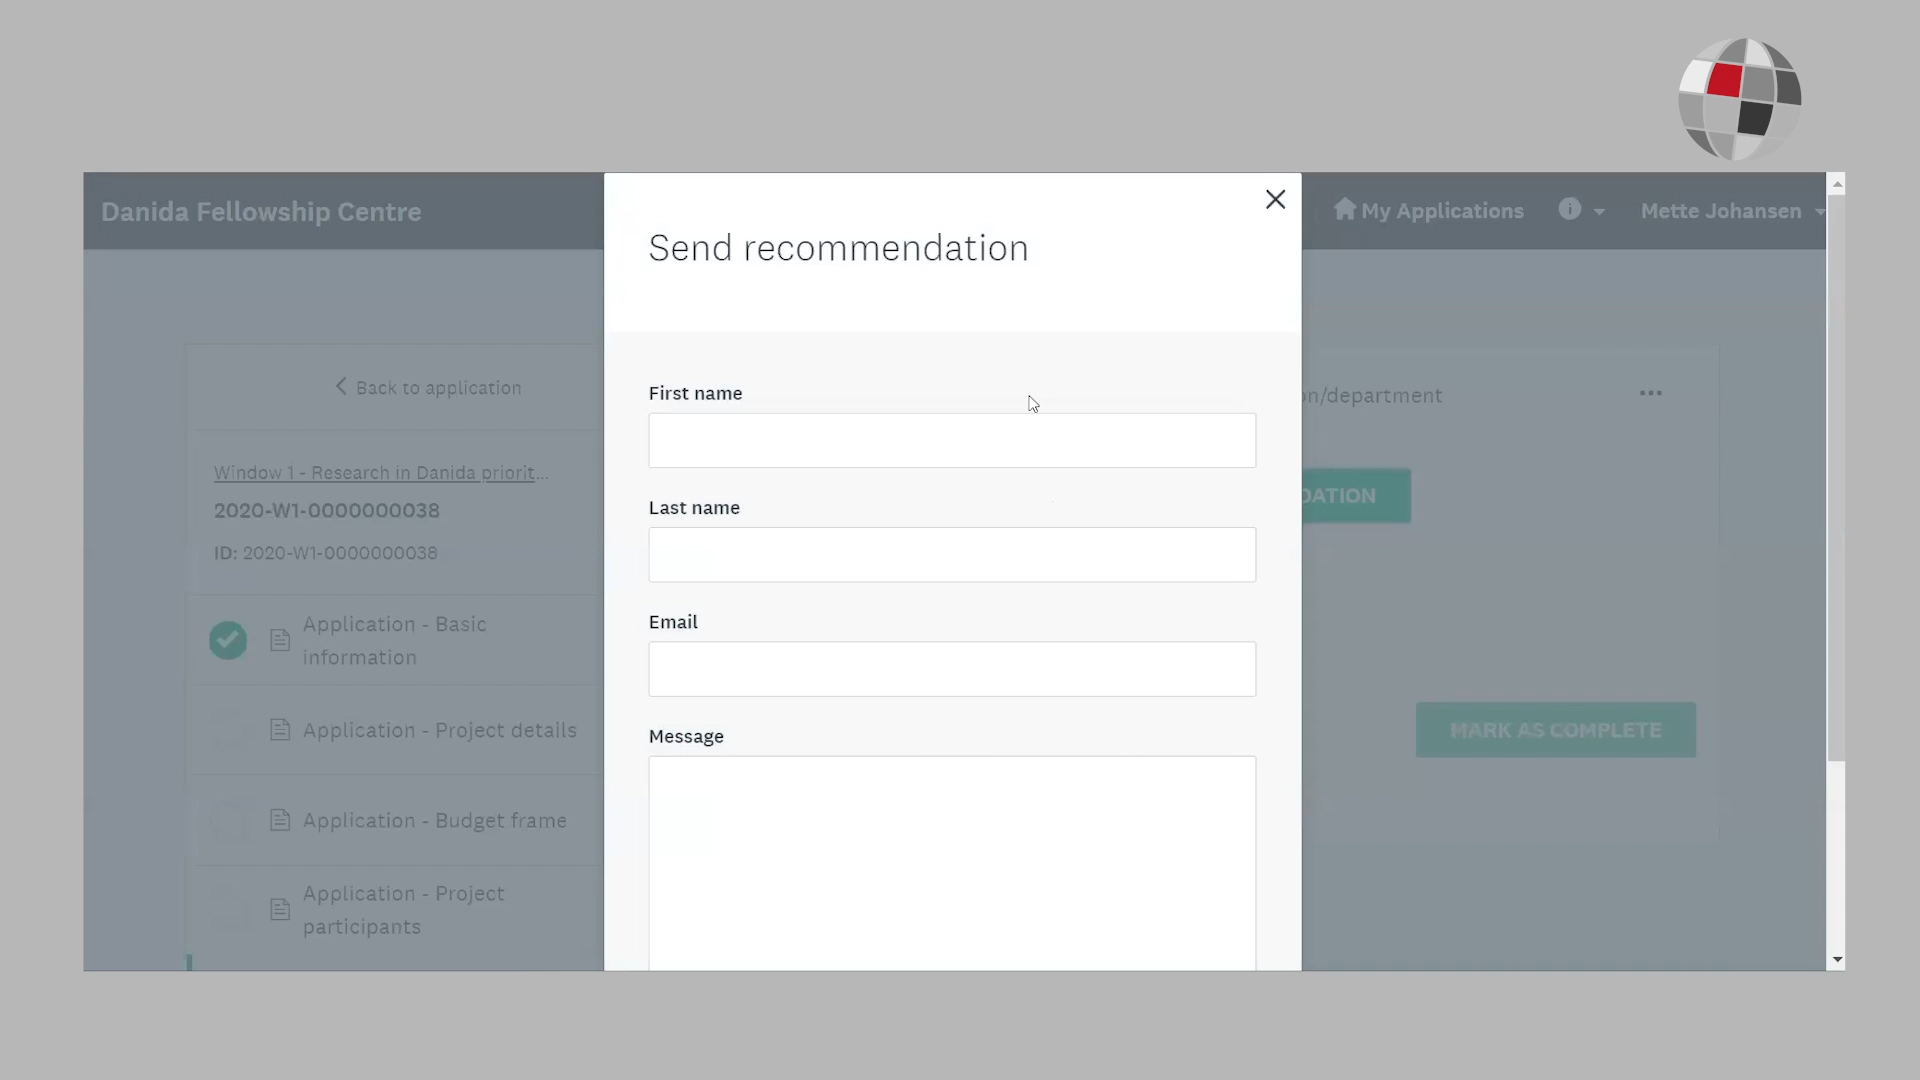 Danida Fellowship Centre
My Applications
Mette Johansen
Send recommendation
Back to application
Window 1 - Research in Danida priorit...
2020-W1-0000000038
ID: 2020-W1-0000000038
Application - Basic
information
Application - Project details
Application - Budget frame
Application - Project
participants
First name
Last name
Email
Message
on/department
DATION
MARK AS COMPLETE